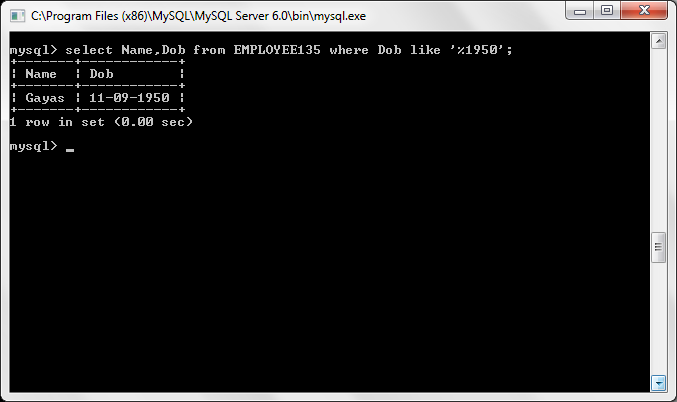 C:\Program Files (x86)\MySQL\MySQL Server 6.0\bin\mysql.exe
mysql> select Name,Dob from EMPLOYEE135 where Dob like '%1950';
+-------+------------+
| Name  | Dob        |
+-------+------------+
| Gayas | 11-09-1950 |
+-------+------------+
1 row in set (0.00 sec)
mysql> _